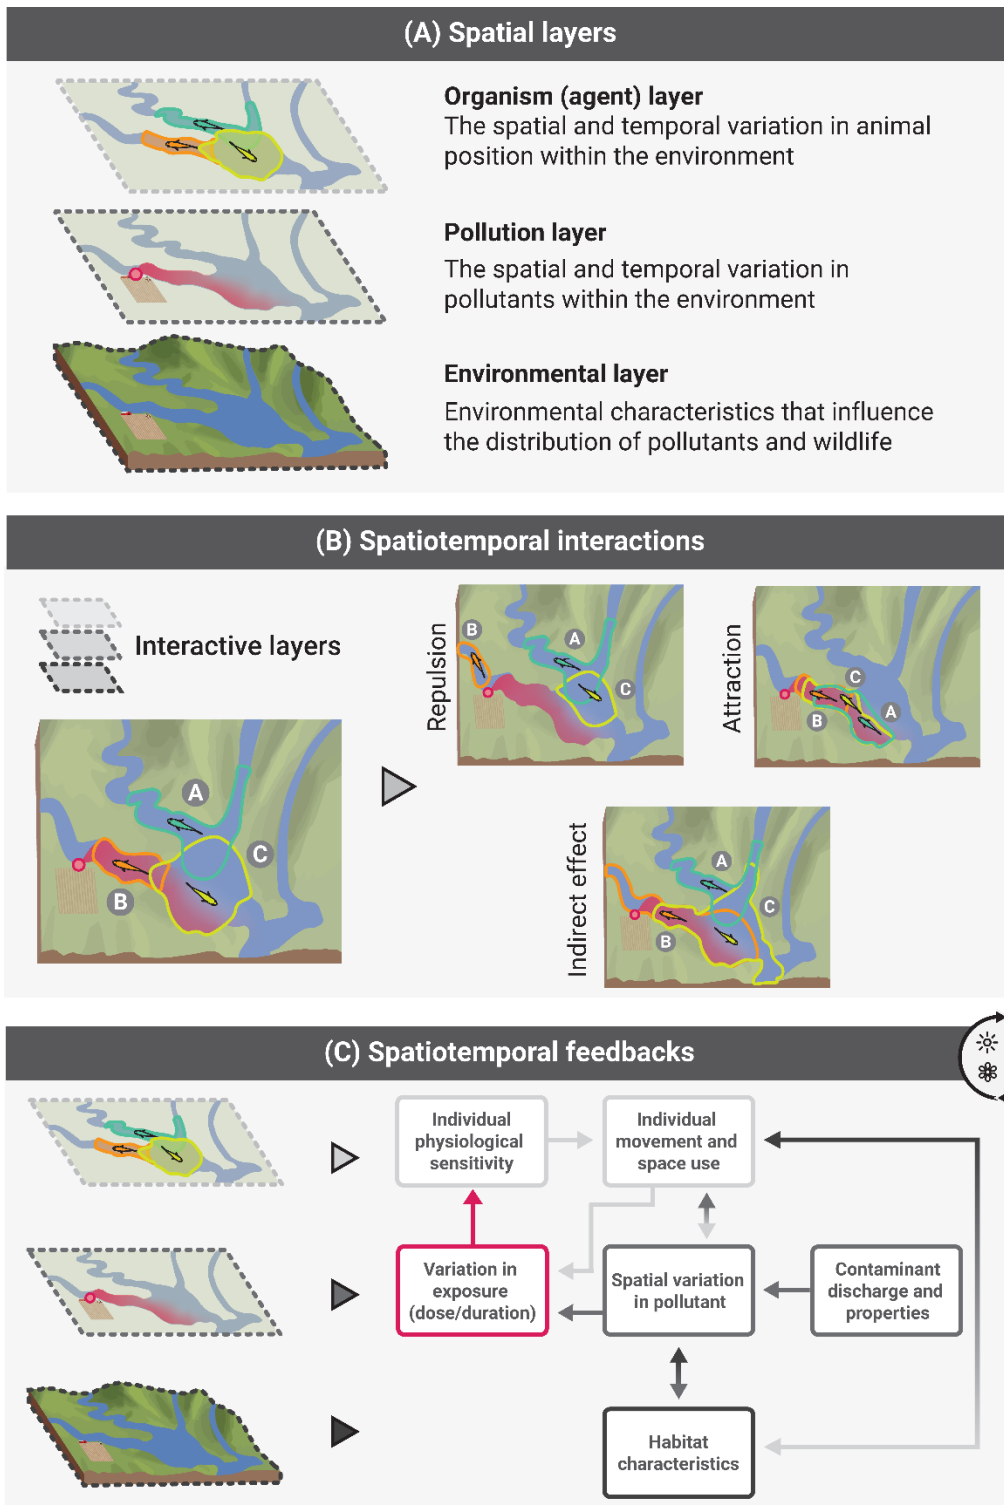 (A) Spatial layers
Organism (agent) layer
The spatial and temporal variation in animal
position within the environment
Pollution layer
The spatial and temporal variation in
pollutants within the environment
Environmental layer
Environmental characteristics that influence
the distribution of pollutants and wildlife
(B) Spatiotemporal interactions
Interactive layers
A
B
C
Repulsion
B
A
C
Attraction
C
B
A
Indirect effect
A
B
C
(C) Spatiotemporal feedbacks
Individual
physiological
sensitivity
Individual
movement and
space use
Variation in
exposure
(dose/duration)
Spatial variation
in pollutant
Contaminant
discharge and
properties
Habitat
characteristics